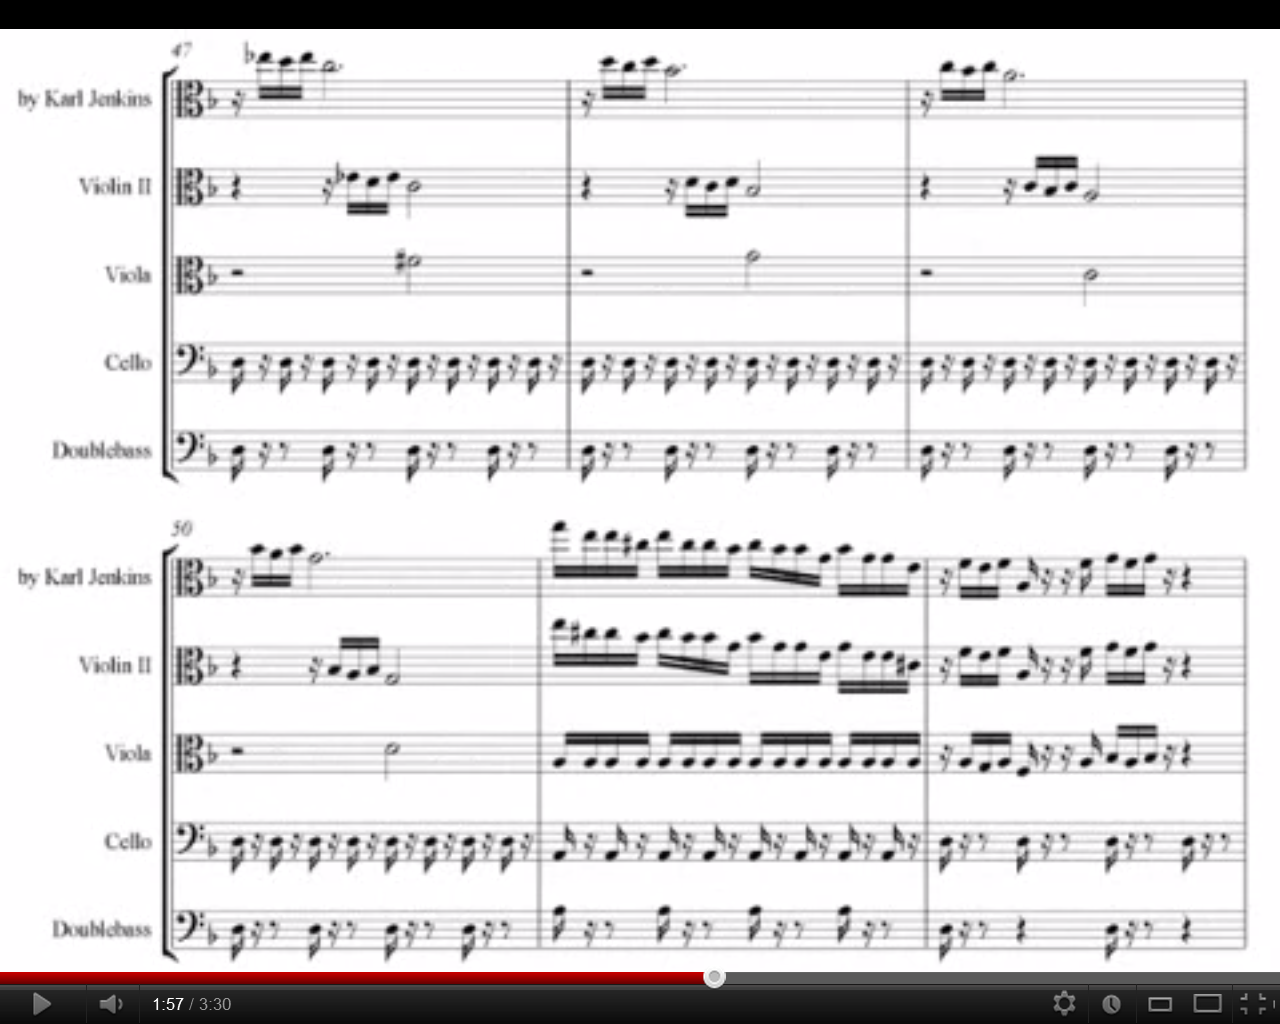 47
by Karl Jenkins
Violin II
Viola
Cello
Doublebass
50
by Karl Jenkins
Violin II
Viola
Cello
Doublebass
1:57 / 3:30